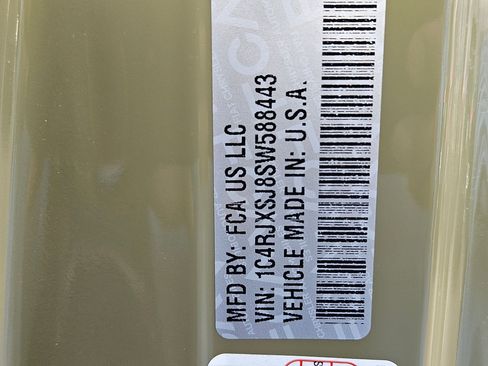 MFD BY: FCA US LLC
VIN: 1C4RJXSJ8SW588443
VEHICLE MADE IN: U.S.A.